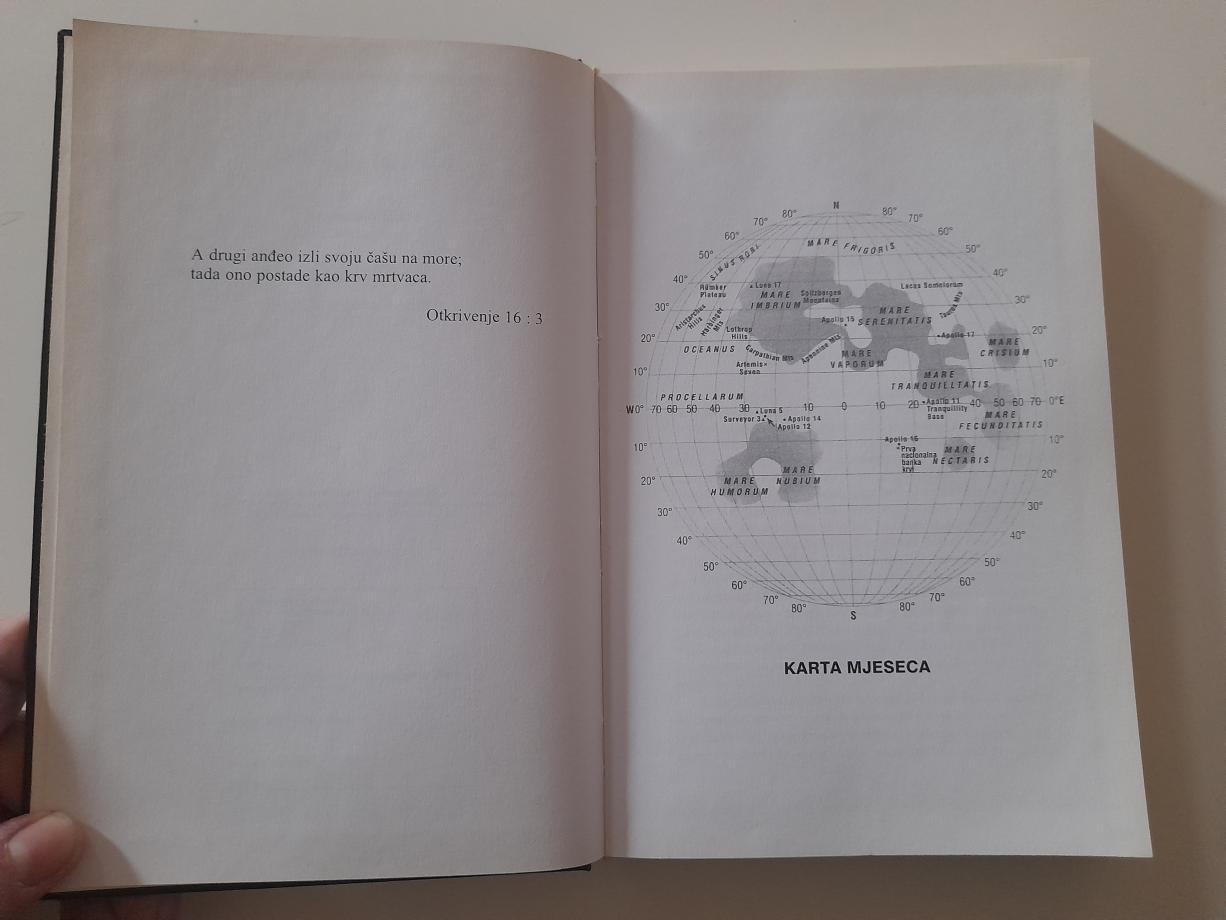 A drugi anđeo izli svoju čašu na more;
tada ono postade kao krv mrtvaca.
Otkrivenje 16 : 3
N
80° 80°
70° 70°
60° 60°
50° 50°
40° 40°
30° 30°
20° 20°
10° 10°
MARE FRIGORIS
SINUS RORI
Rümker
Plateau
Luna 17
MARE
IMBRIUM
Spitzbergen
Mountains
Lacus Somniorum
Taurus Mts
Aristarchus
Hills
Harbinger
Mts
Lothrop
Hills
Apollo 15
MARE
SERENITATIS
Apollo 17
MARE
CRISIUM
OCEANUS
Carpathian Mts
Apennine Mts
MARE
VAPORUM
Artemis
Seven
MARE
TRANQUILLTATIS
PROCELLARUM
W0° 70 60 50 40 30 10 0 10 20 40 50 60 70 0°E
Luna 5
Surveyor 3
Apollo 14
Apollo 12
Apollo 11
Tranquillity
Base
MARE
FECUNDITATIS
Apollo 16
Prva
nacionalna
banka
krvi
MARE
NECTARIS
MARE
NUBIUM
MARE
HUMORUM
10° 10°
20° 20°
30° 30°
40° 40°
50° 50°
60° 60°
70° 70°
80° 80°
S
KARTA MJESECA